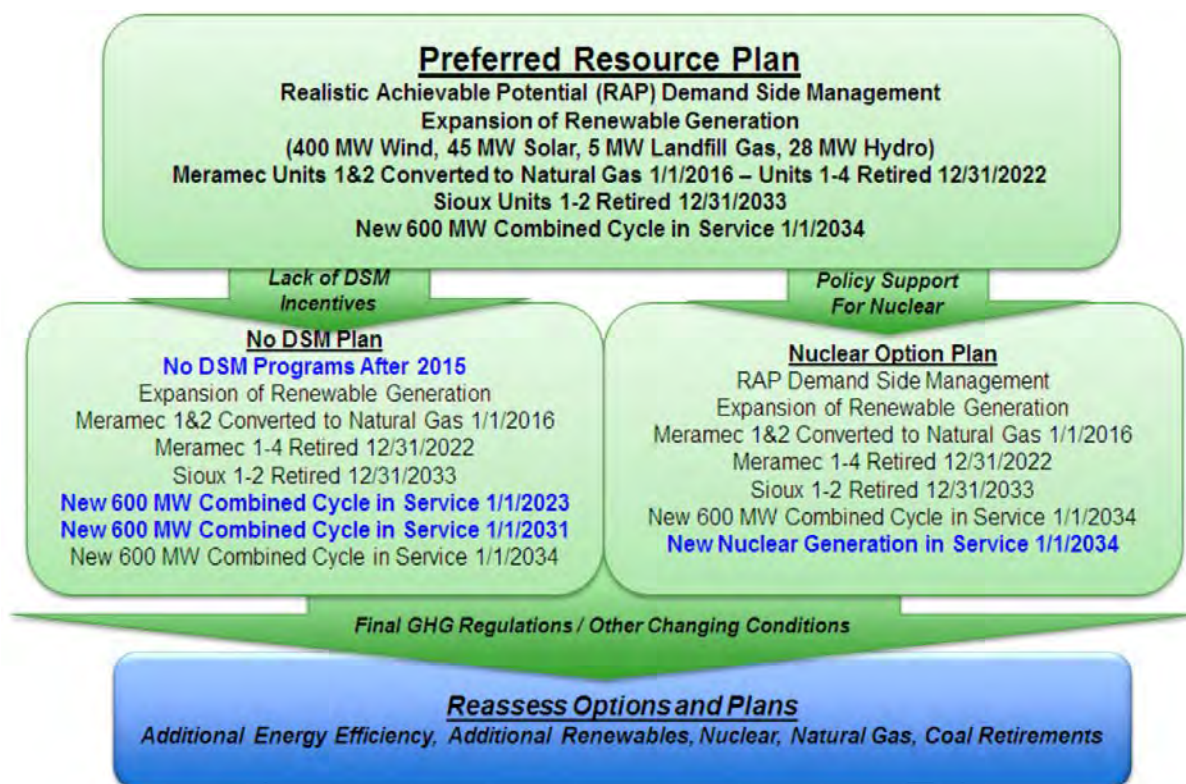 Preferred Resource Plan
Realistic Achievable Potential (RAP) Demand Side Management
Expansion of Renewable Generation
(400 MW Wind, 45 MW Solar, 5 MW Landfill Gas, 28 MW Hydro)
Meramec Units 1&2 Converted to Natural Gas 1/1/2016 – Units 1-4 Retired 12/31/2022
Sioux Units 1-2 Retired 12/31/2033
New 600 MW Combined Cycle in Service 1/1/2034
Lack of DSM
Incentives
Policy Support
For Nuclear
No DSM Plan
No DSM Programs After 2015
Expansion of Renewable Generation
Meramec 1&2 Converted to Natural Gas 1/1/2016
Meramec 1-4 Retired 12/31/2022
Sioux 1-2 Retired 12/31/2033
New 600 MW Combined Cycle in Service 1/1/2023
New 600 MW Combined Cycle in Service 1/1/2031
New 600 MW Combined Cycle in Service 1/1/2034
Nuclear Option Plan
RAP Demand Side Management
Expansion of Renewable Generation
Meramec 1&2 Converted to Natural Gas 1/1/2016
Meramec 1-4 Retired 12/31/2022
Sioux 1-2 Retired 12/31/2033
New 600 MW Combined Cycle in Service 1/1/2034
New Nuclear Generation in Service 1/1/2034
Final GHG Regulations / Other Changing Conditions
Reassess Options and Plans
Additional Energy Efficiency, Additional Renewables, Nuclear, Natural Gas, Coal Retirements